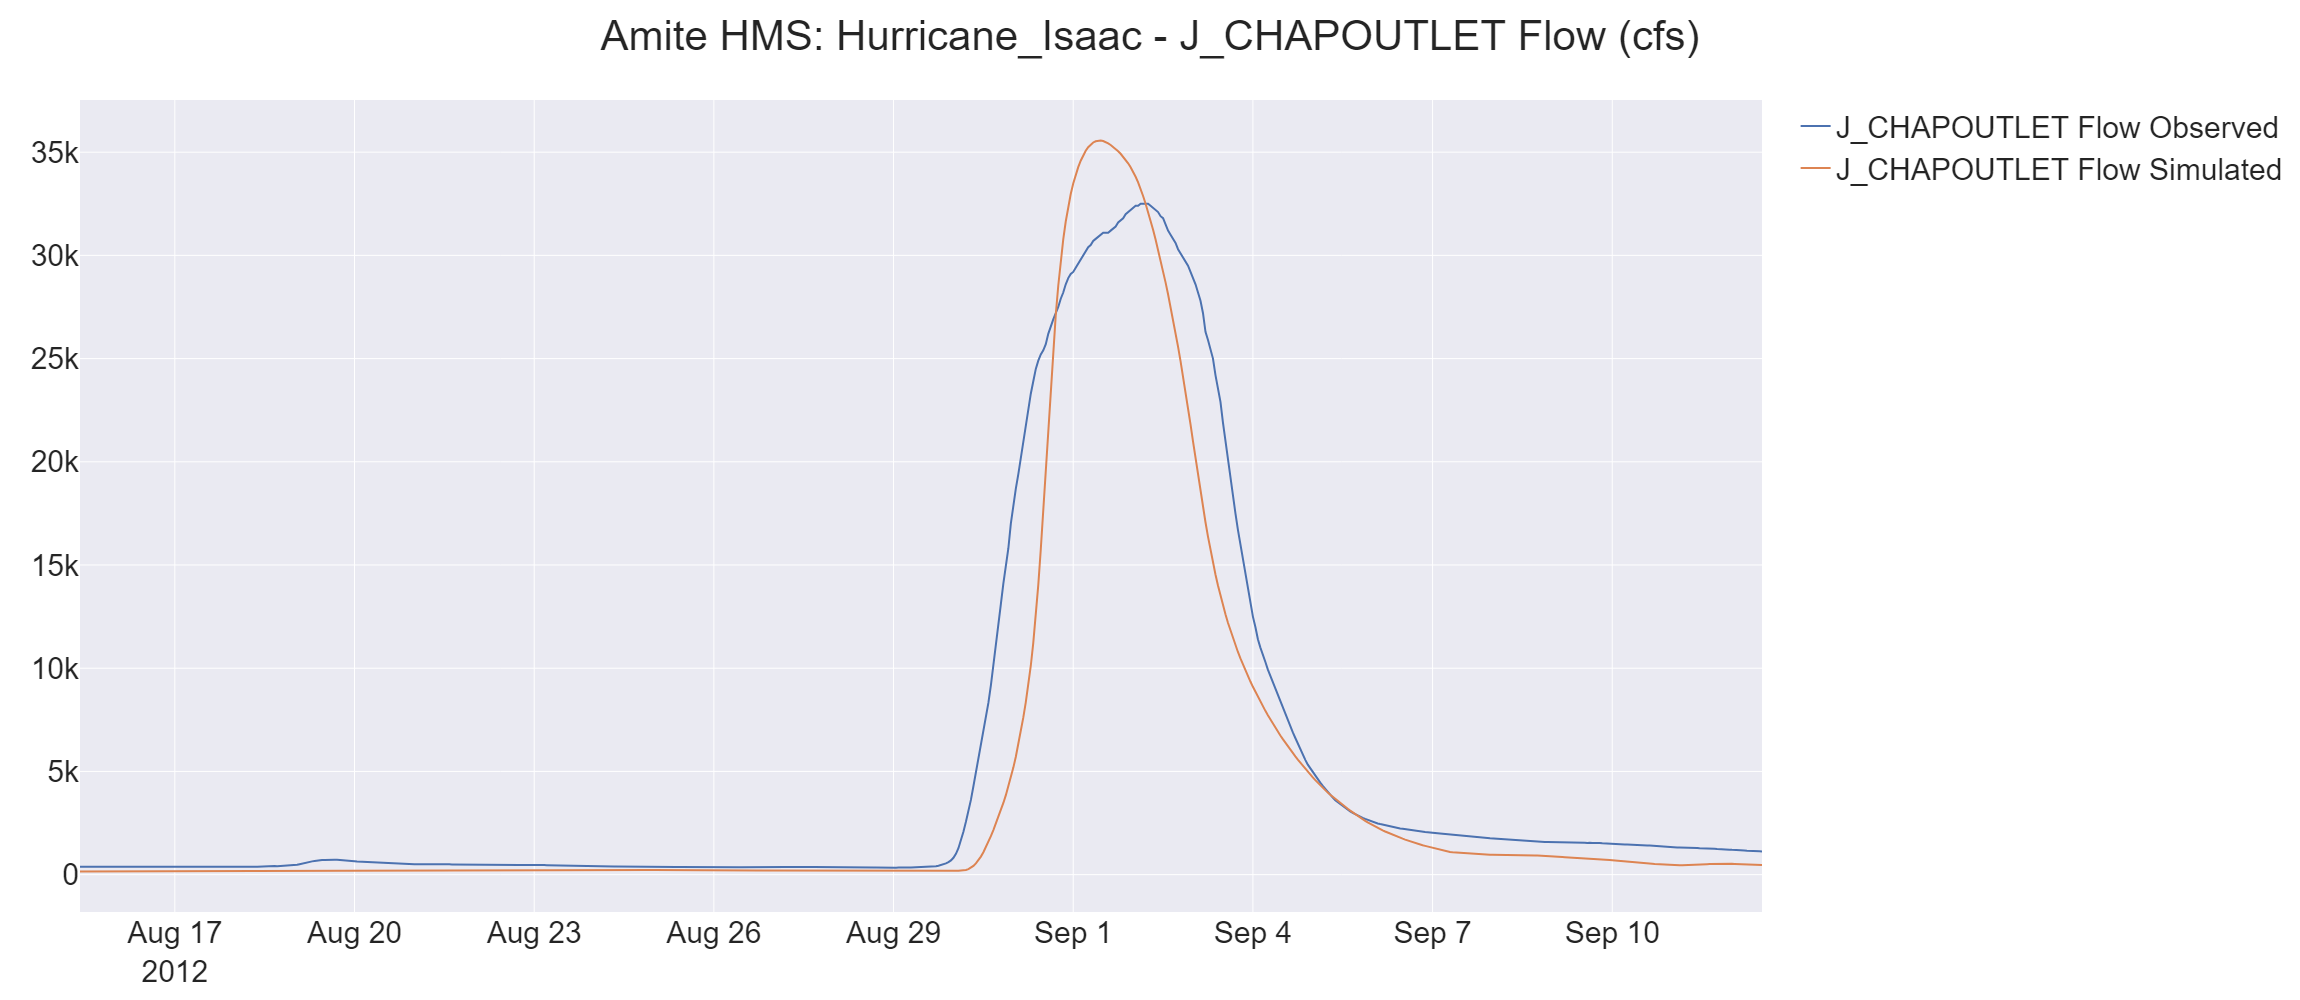 Amite HMS: Hurricane_Isaac - J_CHAPOUTLET Flow (cfs)
J_CHAPOUTLET Flow Observed
J_CHAPOUTLET Flow Simulated
35k
30k
25k
20k
15k
10k
5k
0
Aug 17 Aug 20 Aug 23 Aug 26 Aug 29 Sep 1 Sep 4 Sep 7 Sep 10
2012